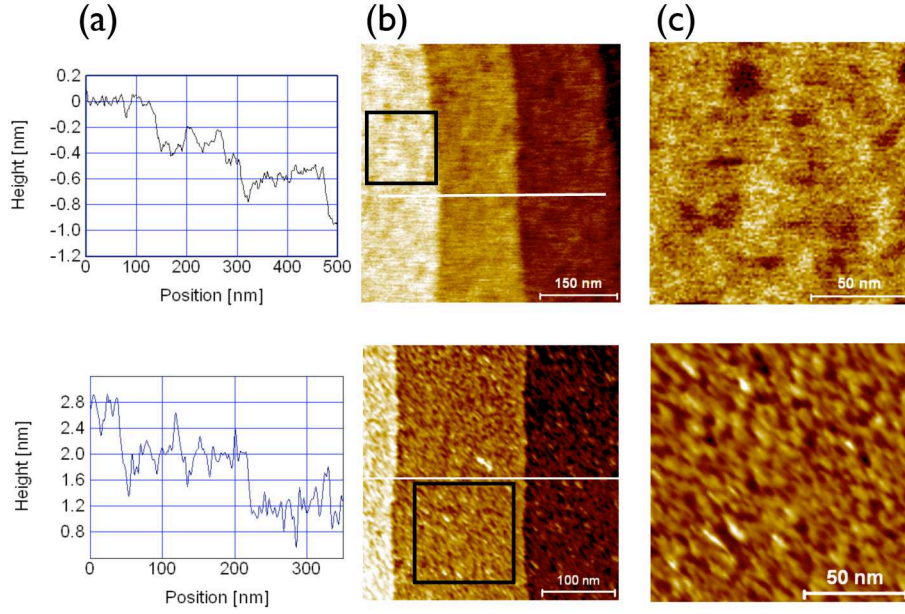 (a)
(b)
(c)
0.2
0
-0.2
-0.4
-0.6
-0.8
-1.0
-1.2
Height [nm]
0 100 200 300 400 500
Position [nm]
150 nm
50 nm
2.8
2.4
2.0
1.6
1.2
0.8
Height [nm]
0 100 200 300
Position [nm]
100 nm
50 nm